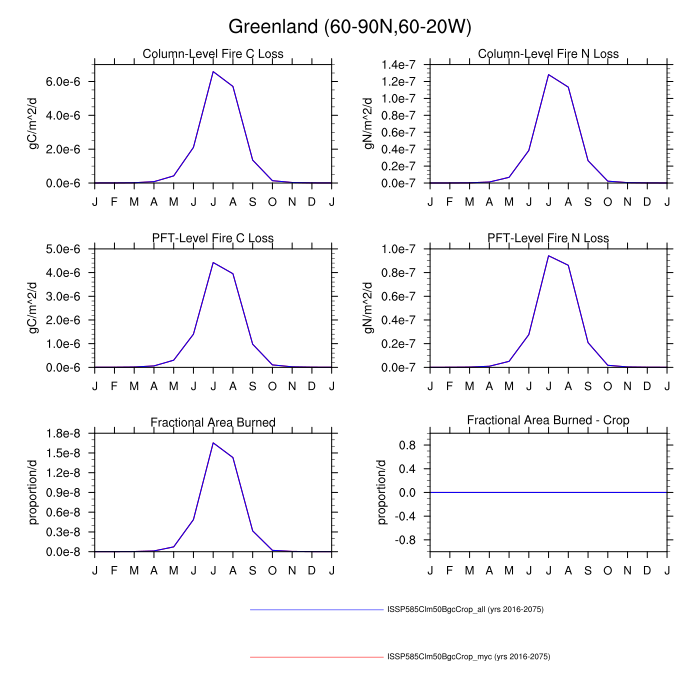 Greenland (60-90N,60-20W)
Column-Level Fire C Loss
gC/m^2/d
6.0e-6
4.0e-6
2.0e-6
0.0e-6
J F M A M J J A S O N D J
Column-Level Fire N Loss
gN/m^2/d
1.4e-7
1.2e-7
1.0e-7
0.8e-7
0.6e-7
0.4e-7
0.2e-7
0.0e-7
J F M A M J J A S O N D J
PFT-Level Fire C Loss
gC/m^2/d
5.0e-6
4.0e-6
3.0e-6
2.0e-6
1.0e-6
0.0e-6
J F M A M J J A S O N D J
PFT-Level Fire N Loss
gN/m^2/d
1.0e-7
0.8e-7
0.6e-7
0.4e-7
0.2e-7
0.0e-7
J F M A M J J A S O N D J
Fractional Area Burned
proportion/d
1.8e-8
1.5e-8
1.2e-8
0.9e-8
0.6e-8
0.3e-8
0.0e-8
J F M A M J J A S O N D J
Fractional Area Burned - Crop
proportion/d
0.8
0.4
0.0
-0.4
-0.8
J F M A M J J A S O N D J
ISSP585Clm50BgcCrop_all (yrs 2016-2075)
ISSP585Clm50BgcCrop_myc (yrs 2016-2075)